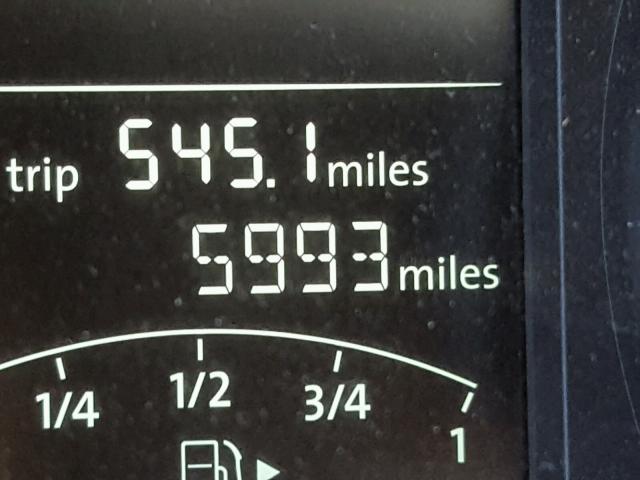 trip 545.1 miles
5993 miles
1/4 1/2 3/4 1